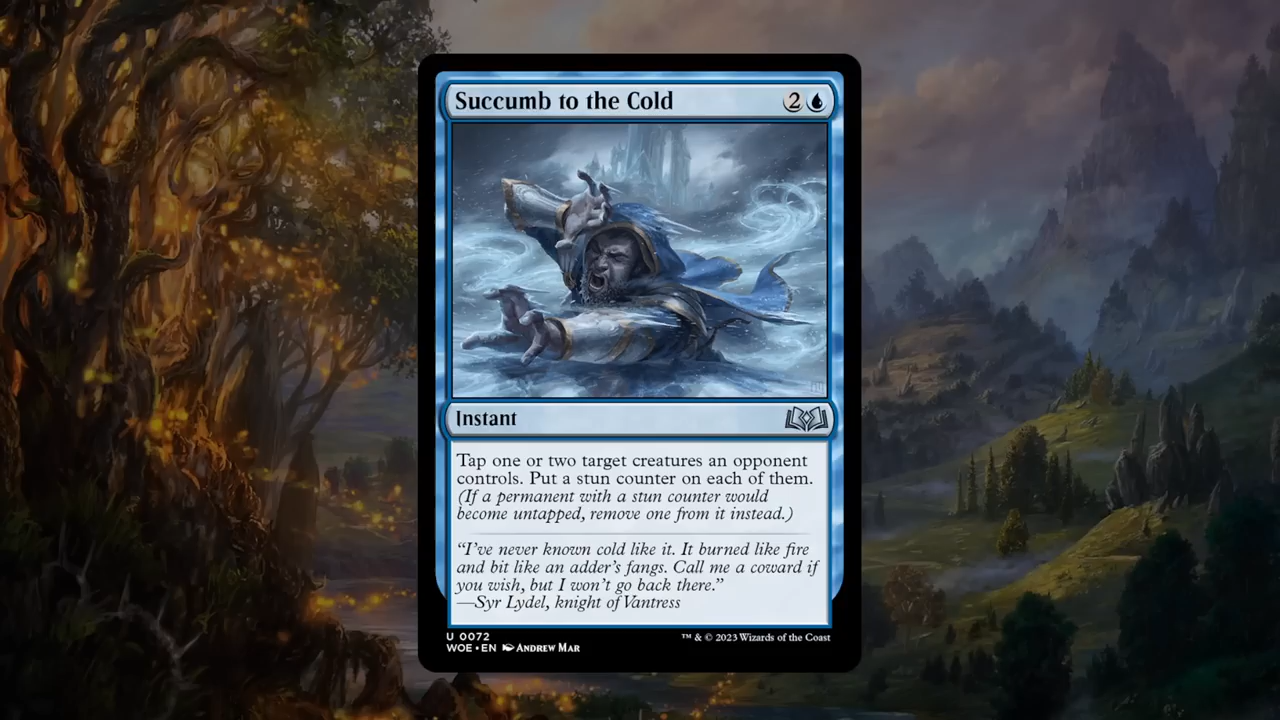 Succumb to the Cold 2
Instant
Tap one or two target creatures an opponent
controls. Put a stun counter on each of them.
(If a permanent with a stun counter would
become untapped, remove one from it instead.)
“I’ve never known cold like it. It burned like fire
and bit like an adder’s fangs. Call me a coward if
you wish, but I won’t go back there.”
—Syr Lydel, knight of Vantress
U 0072
WOE • EN ANDREW MAR
™ & © 2023 Wizards of the Coast